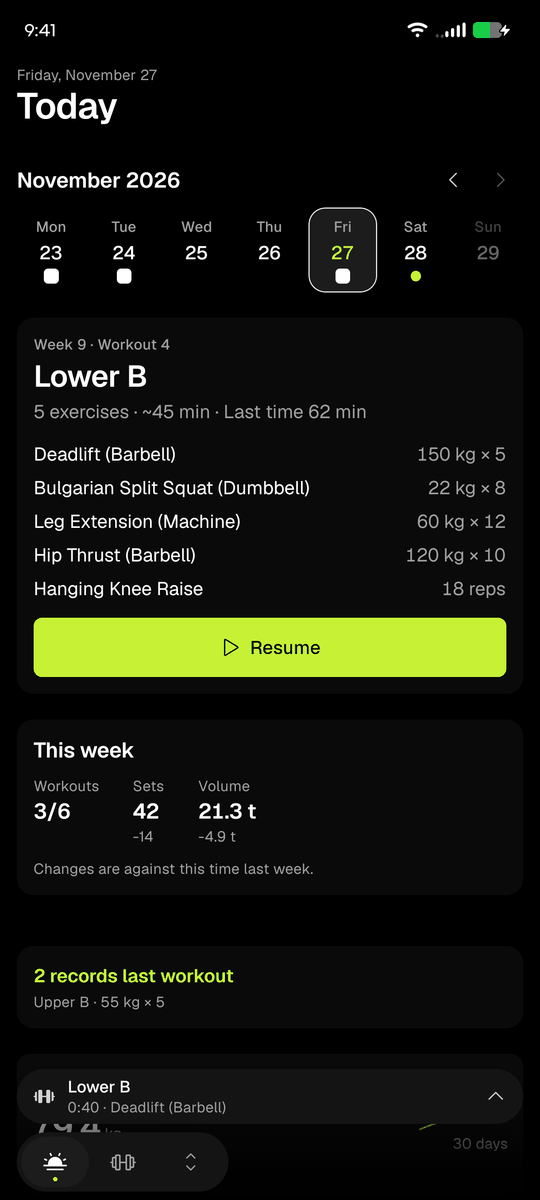 9:41
Friday, November 27
Today
November 2026
Mon Tue Wed Thu Fri Sat Sun
23 24 25 26 27 28 29
Week 9 · Workout 4
Lower B
5 exercises · ~45 min · Last time 62 min
Deadlift (Barbell) 150 kg × 5
Bulgarian Split Squat (Dumbbell) 22 kg × 8
Leg Extension (Machine) 60 kg × 12
Hip Thrust (Barbell) 120 kg × 10
Hanging Knee Raise 18 reps
Resume
This week
Workouts Sets Volume
3/6 42 21.3 t
-14 -4.9 t
Changes are against this time last week.
2 records last workout
Upper B · 55 kg × 5
Lower B
0:40 · Deadlift (Barbell)
kg
30 days